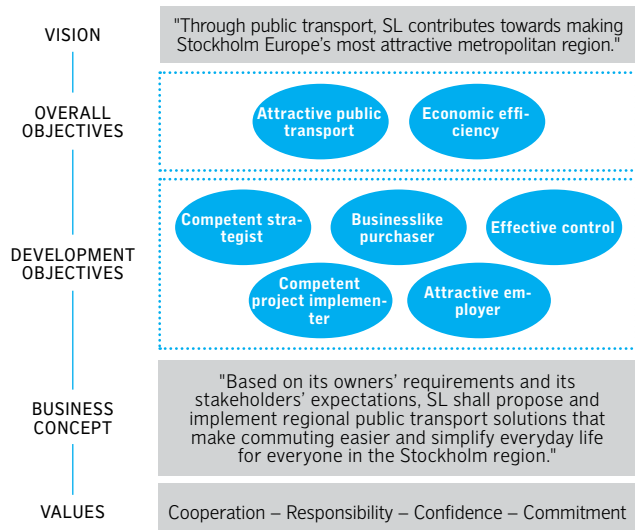 VISION
"Through public transport, SL contributes towards making
Stockholm Europe's most attractive metropolitan region."
OVERALL
OBJECTIVES
Attractive public
transport
Economic effi-
ciency
DEVELOPMENT
OBJECTIVES
Competent stra-
tegist
Businesslike
purchaser
Effective control
Competent
project implemen-
ter
Attractive em-
ployer
BUSINESS
CONCEPT
"Based on its owners' requirements and its
stakeholders' expectations, SL shall propose and
implement regional public transport solutions that
make commuting easier and simplify everyday life
for everyone in the Stockholm region."
VALUES
Cooperation – Responsibility – Confidence – Commitment